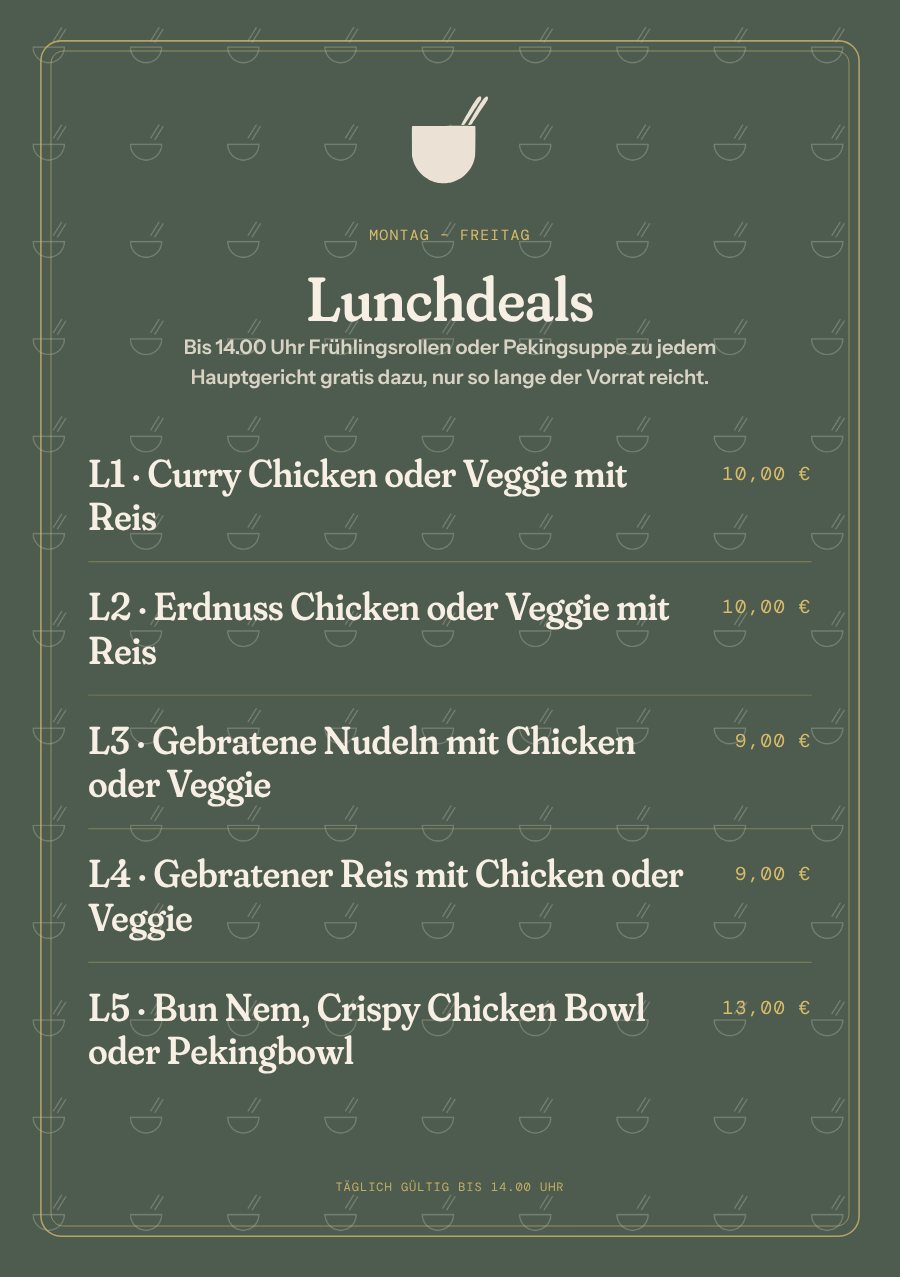 MONTAG – FREITAG
Lunchdeals
Bis 14.00 Uhr Frühlingsrollen oder Pekingsuppe zu jedem
Hauptgericht gratis dazu, nur so lange der Vorrat reicht.
L1 · Curry Chicken oder Veggie mit 10,00 €
Reis
L2 · Erdnuss Chicken oder Veggie mit 10,00 €
Reis
L3 · Gebratene Nudeln mit Chicken 9,00 €
oder Veggie
L4 · Gebratener Reis mit Chicken oder 9,00 €
Veggie
L5 · Bun Nem, Crispy Chicken Bowl 13,00 €
oder Pekingbowl
TÄGLICH GÜLTIG BIS 14.00 UHR